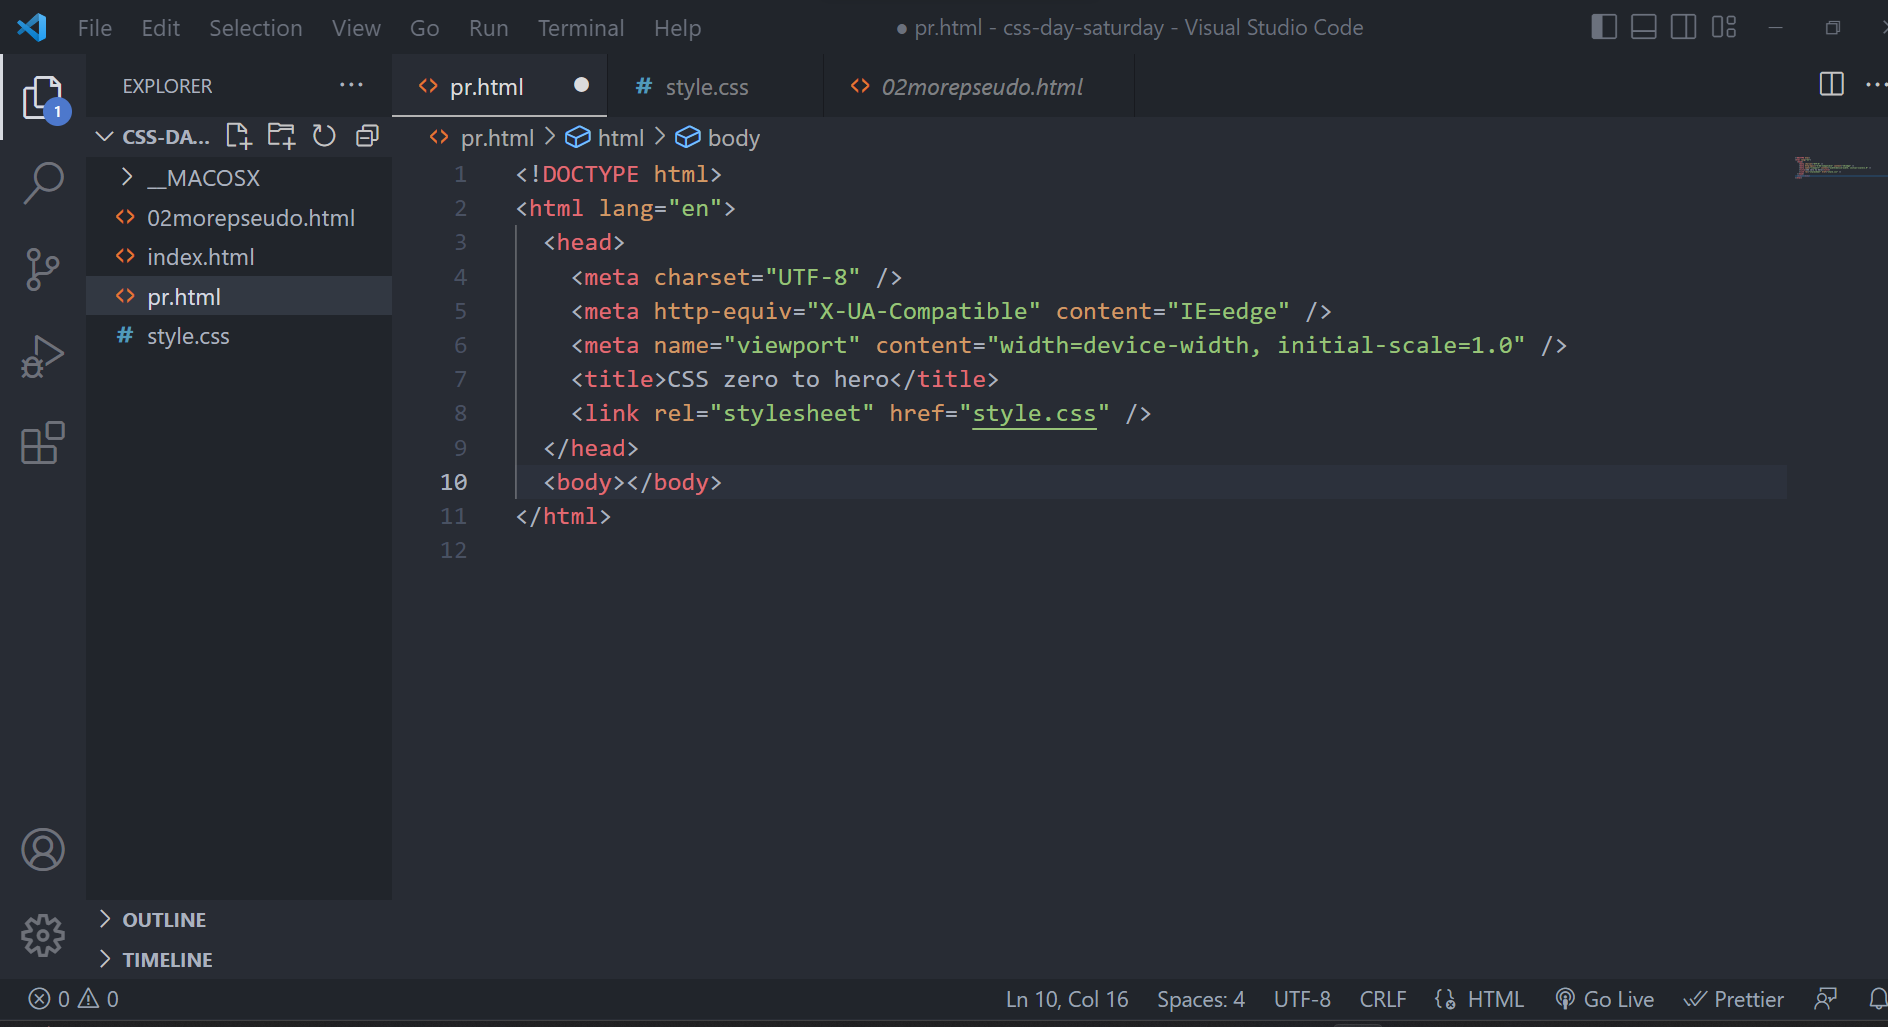 File Edit Selection View Go Run Terminal Help ● pr.html - css-day-saturday - Visual Studio Code
EXPLORER ··· <> pr.html ● # style.css <> 02morepseudo.html ···
1
CSS-DA...
pr.html > html > body
> __MACOSX
<> 02morepseudo.html
<> index.html
<> pr.html
# style.css
1 <!DOCTYPE html>
2 <html lang="en">
3   <head>
4     <meta charset="UTF-8" />
5     <meta http-equiv="X-UA-Compatible" content="IE=edge" />
6     <meta name="viewport" content="width=device-width, initial-scale=1.0" />
7     <title>CSS zero to hero</title>
8     <link rel="stylesheet" href="style.css" />
9   </head>
10   <body></body>
11 </html>
12
> OUTLINE
> TIMELINE
0 0 Ln 10, Col 16 Spaces: 4 UTF-8 CRLF HTML Go Live Prettier